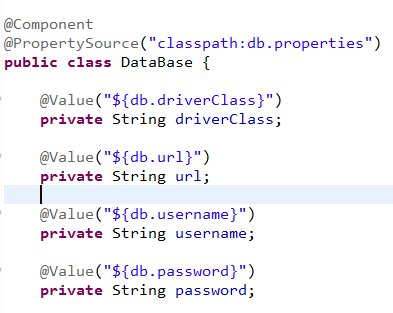 @Component
@PropertySource("classpath:db.properties")
public class DataBase {
@Value("${db.driverClass}")
private String driverClass;
@Value("${db.url}")
private String url;
@Value("${db.username}")
private String username;
@Value("${db.password}")
private String password;